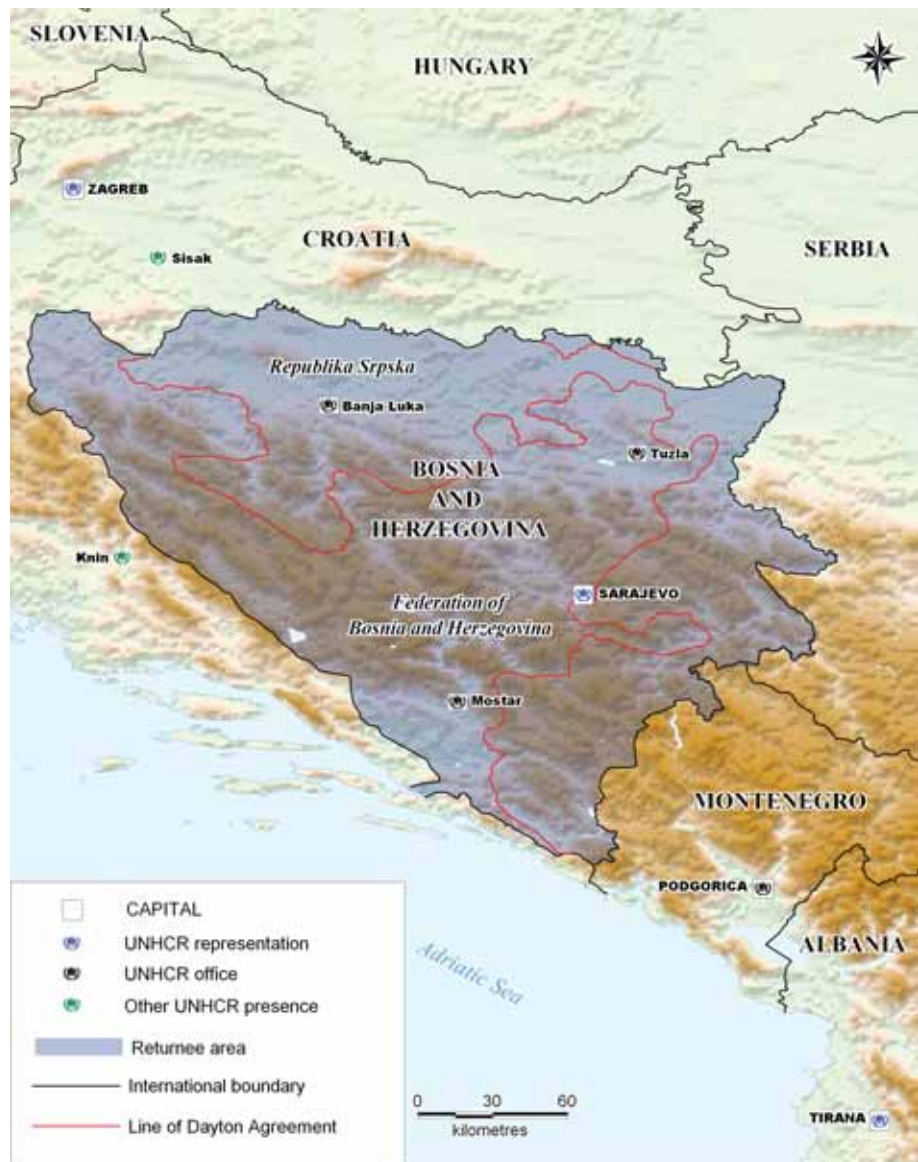 SLOVENIA
HUNGARY
ZAGREB
CROATIA
SERBIA
Sisak
Republika Srpska
Banja Luka
Tuzla
BOSNIA
AND
HERZEGOVINA
Knin
SARAJEVO
Federation of
Bosnia and Herzegovina
Mostar
MONTENEGRO
PODGORICA
ALBANIA
Adriatic Sea
TIRANA
CAPITAL
UNHCR representation
UNHCR office
Other UNHCR presence
Returnee area
International boundary
Line of Dayton Agreement
0 30 60
kilometres